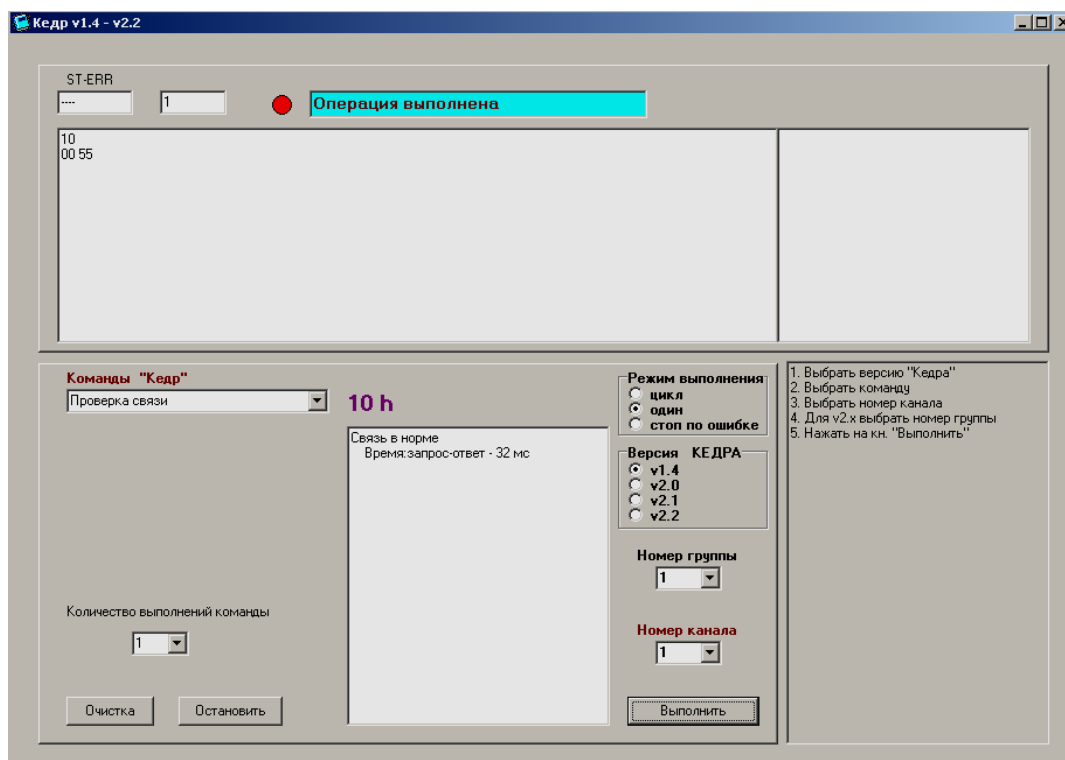 Кедр v1.4 - v2.2
ST-ERR
----
1
Операция выполнена
10
00 55
Команды "Кедр"
Проверка связи
10 h
Связь в норме
Время:запрос-ответ - 32 мс
Количество выполнений команды
1
Очистка
Остановить
Режим выполнения
цикл
один
стоп по ошибке
Версия КЕДРА
v1.4
v2.0
v2.1
v2.2
Номер группы
1
Номер канала
1
Выполнить
1. Выбрать версию "Кедра"
2. Выбрать команду
3. Выбрать номер канала
4. Для v2.x выбрать номер группы
5. Нажать на кн. "Выполнить"